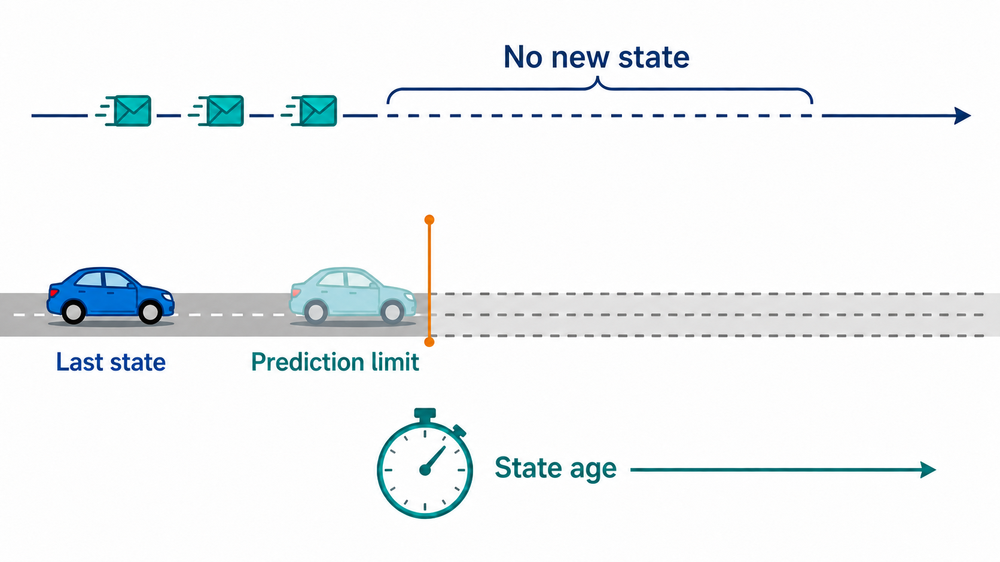 No new state
Last state
Prediction limit
State age